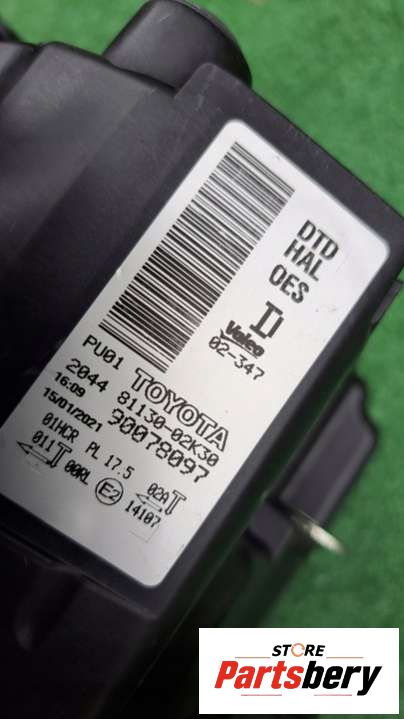 DTD
HAL
OES
Valeo
02-347
PU01 TOYOTA
2044 81130-02K30
16:09
15/01/2021 90078097
01HCR PL 17.5 02A
011 00RL E2 14107
STORE
Partsbery